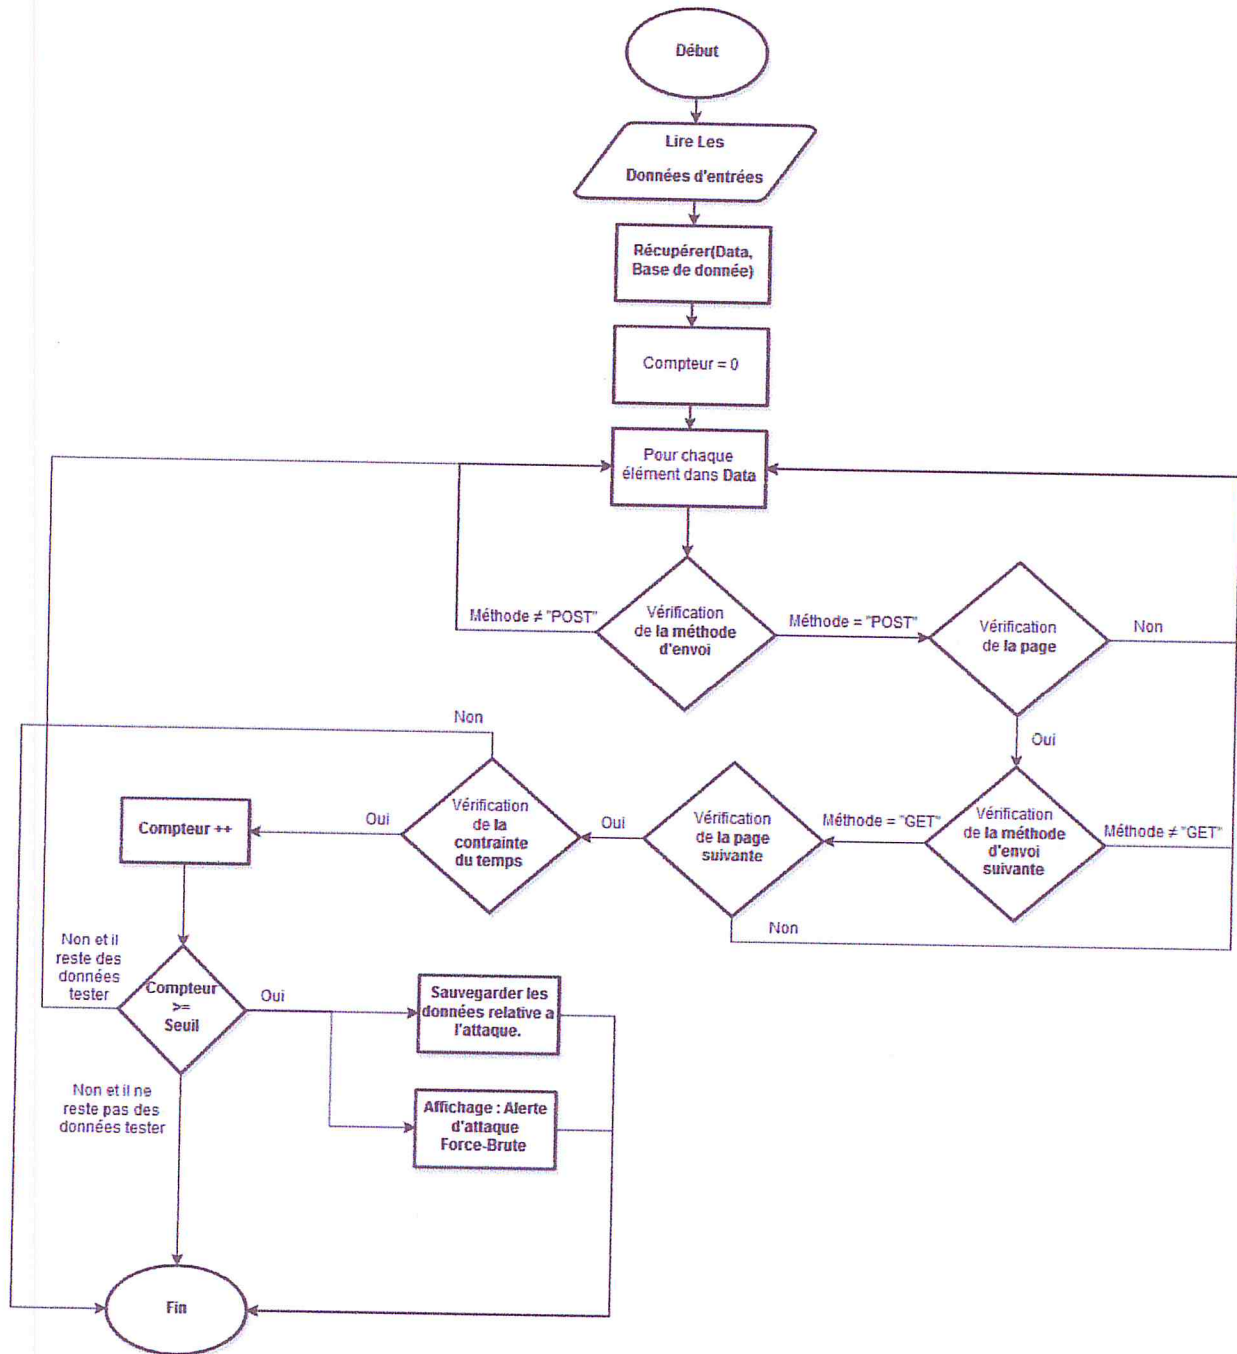 Début
Lire Les
Données d'entrées
Récupérer(Data,
Base de donnée)
Compteur = 0
Pour chaque
élément dans Data
Méthode ≠ "POST"
Vérification
de la méthode
d'envoi
Méthode = "POST"
Vérification
de la page
Non
Oui
Non
Compteur ++
Oui
Vérification
de la
contrainte
du temps
Oui
Vérification
de la page
suivante
Méthode = "GET"
Vérification
de la méthode
d'envoi
suivante
Méthode ≠ "GET"
Non
Non et il
reste des
données
tester
Compteur
>=
Seuil
Oui
Sauvegarder les
données relative a
l'attaque.
Non et il ne
reste pas des
données tester
Affichage : Alerte
d'attaque
Force-Brute
Fin